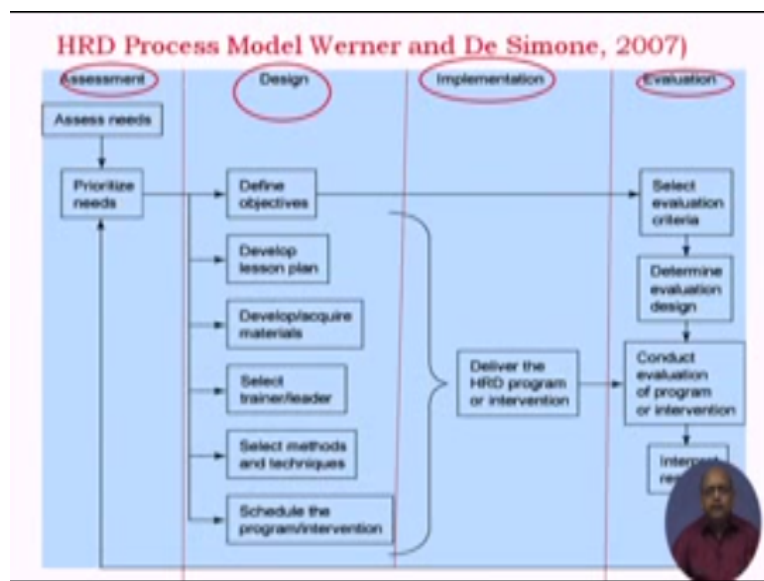 HRD Process Model Werner and De Simone, 2007)
Assessment
Design
Implementation
Evaluation
Assess needs
Prioritize
needs
Define
objectives
Develop
lesson plan
Develop/acquire
materials
Select
trainer/leader
Select methods
and techniques
Schedule the
program/intervention
Deliver the
HRD program
or intervention
Select
evaluation
criteria
Determine
evaluation
design
Conduct
evaluation
of program
or intervention